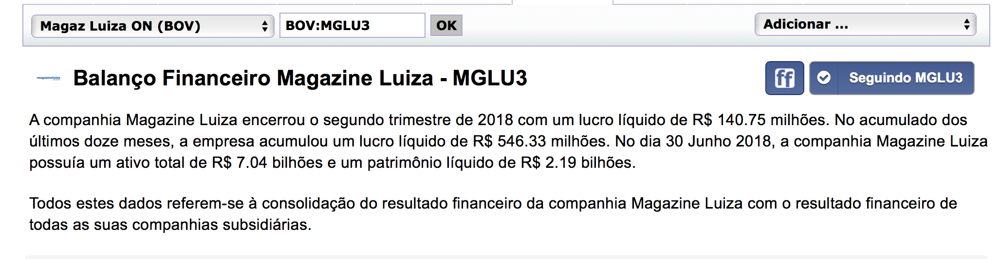 Magaz Luiza ON (BOV) BOV:MGLU3 OK Adicionar ...
magazineluiza Balanço Financeiro Magazine Luiza - MGLU3 ff Seguindo MGLU3
A companhia Magazine Luiza encerrou o segundo trimestre de 2018 com um lucro líquido de R$ 140.75 milhões. No acumulado dos
últimos doze meses, a empresa acumulou um lucro líquido de R$ 546.33 milhões. No dia 30 Junho 2018, a companhia Magazine Luiza
possuía um ativo total de R$ 7.04 bilhões e um patrimônio líquido de R$ 2.19 bilhões.
Todos estes dados referem-se à consolidação do resultado financeiro da companhia Magazine Luiza com o resultado financeiro de
todas as suas companhias subsidiárias.